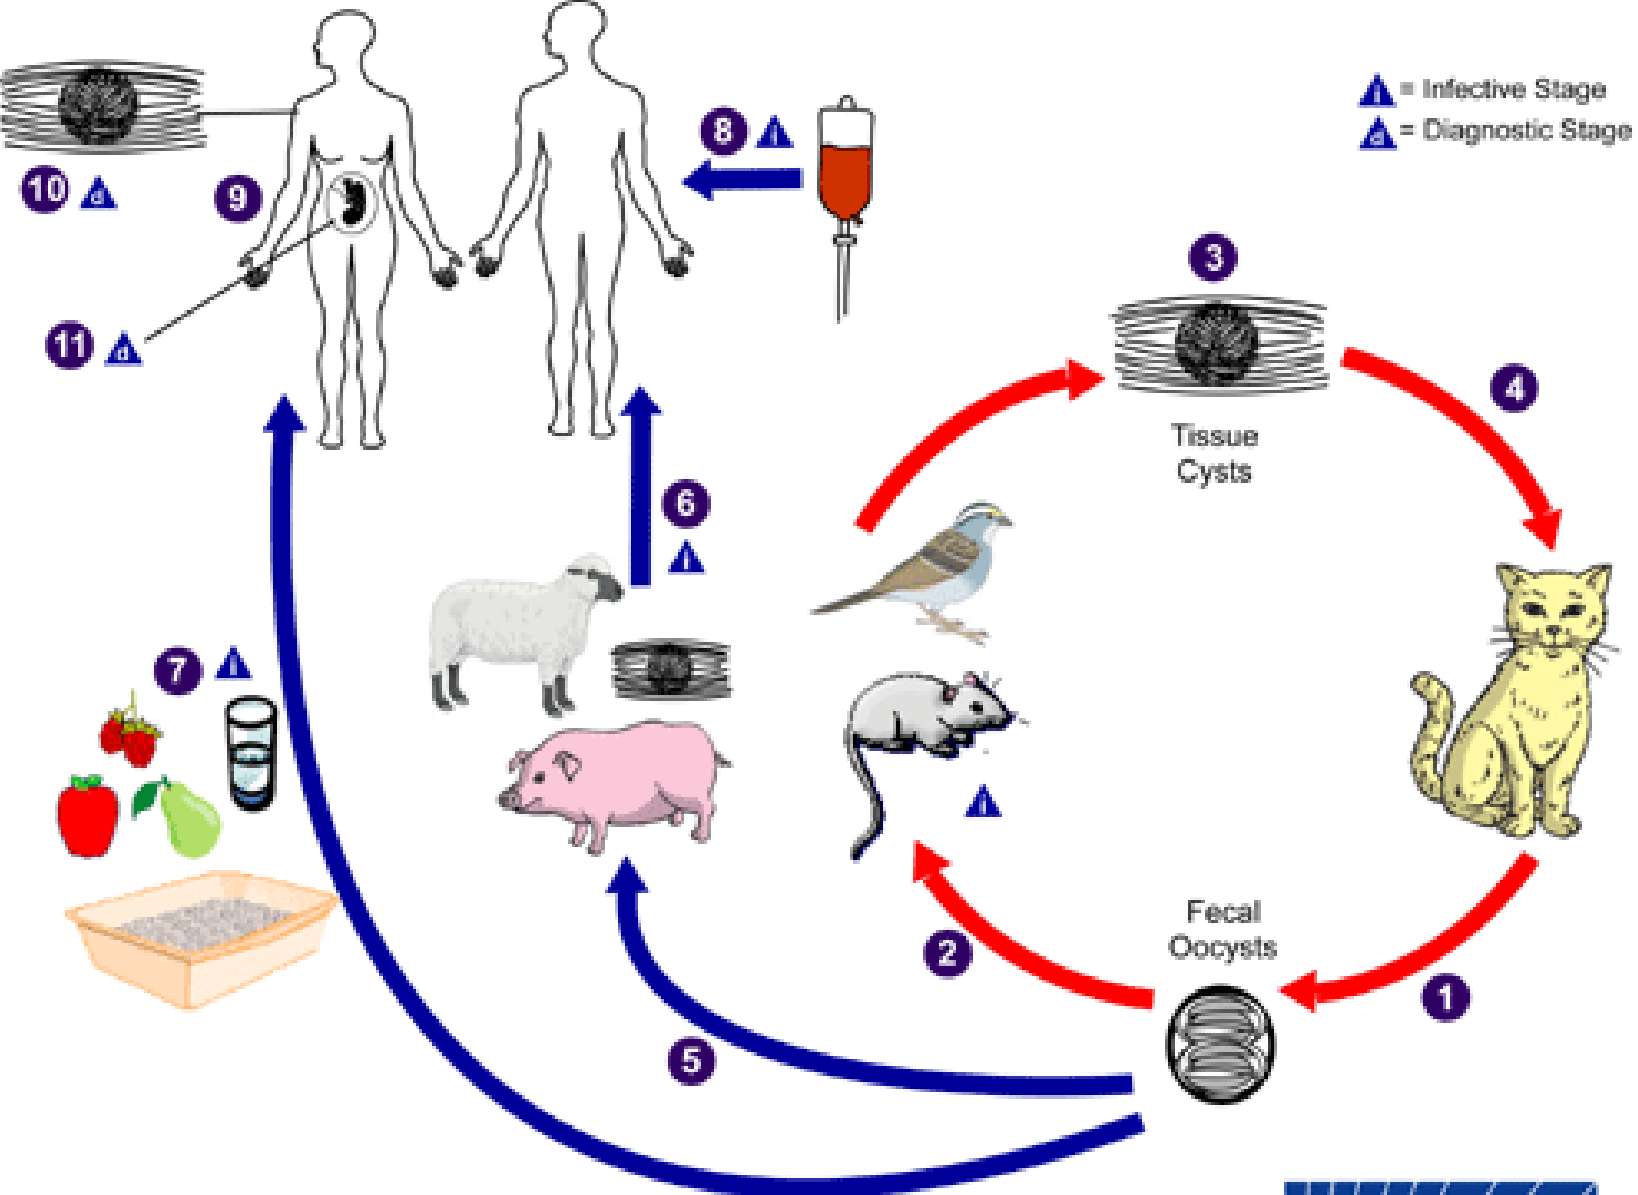 8 i
i = Infective Stage
d = Diagnostic Stage
10 d
9
3
11 d
4
Tissue
Cysts
6
i
7 i
i
Fecal
Oocysts
2
1
5